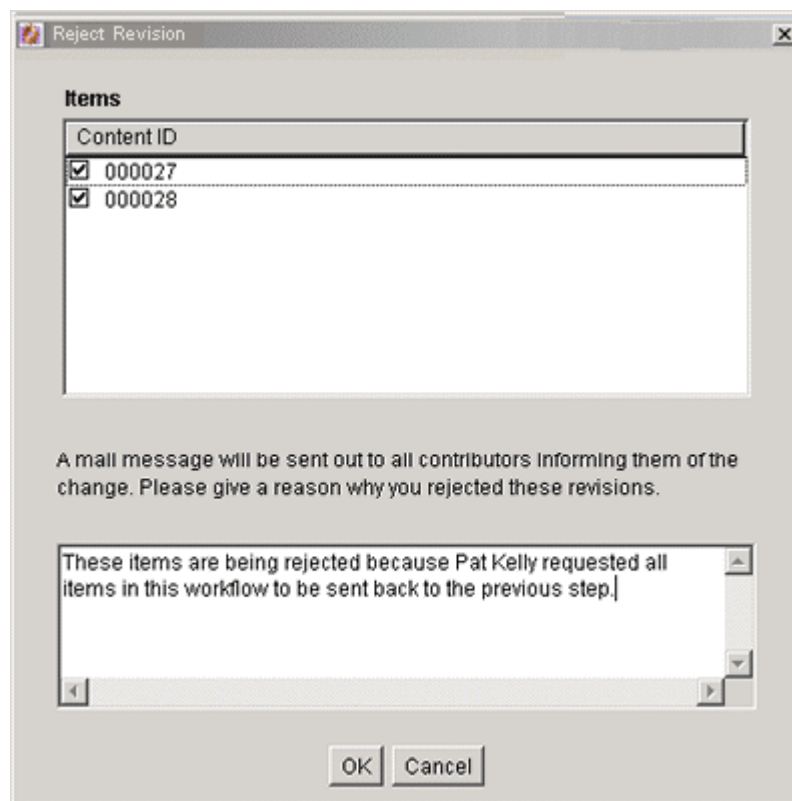 Reject Revision
Items
Content ID
000027
000028
A mail message will be sent out to all contributors informing them of the
change. Please give a reason why you rejected these revisions.
These items are being rejected because Pat Kelly requested all
items in this workflow to be sent back to the previous step.
OK Cancel